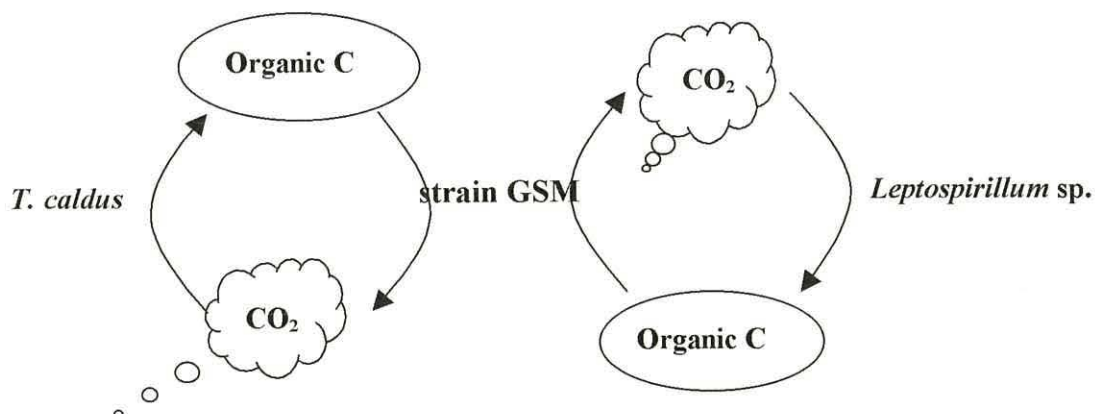 Organic C
CO₂
T. caldus
strain GSM
Leptospirillum sp.
CO₂
Organic C